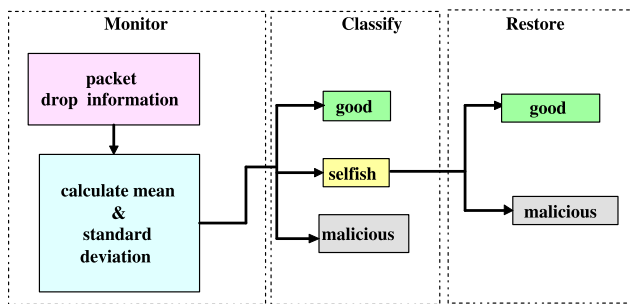 Monitor
packet
drop information
calculate mean
&
standard
deviation
Classify
good
selfish
malicious
Restore
good
malicious